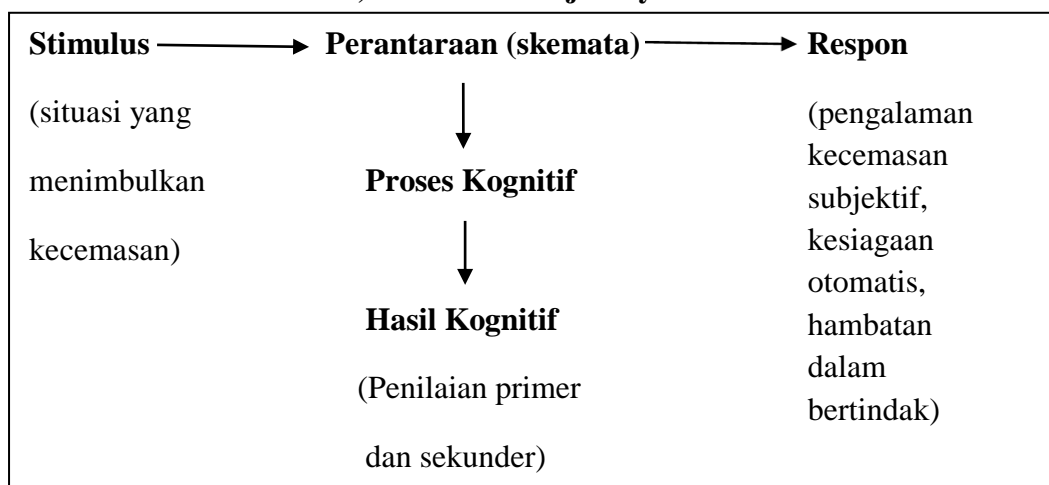 Stimulus
(situasi yang
menimbulkan
kecemasan)
Perantaraan (skemata)
Proses Kognitif
Hasil Kognitif
(Penilaian primer
dan sekunder)
Respon
(pengalaman
kecemasan
subjektif,
kesiagaan
otomatis,
hambatan
dalam
bertindak)